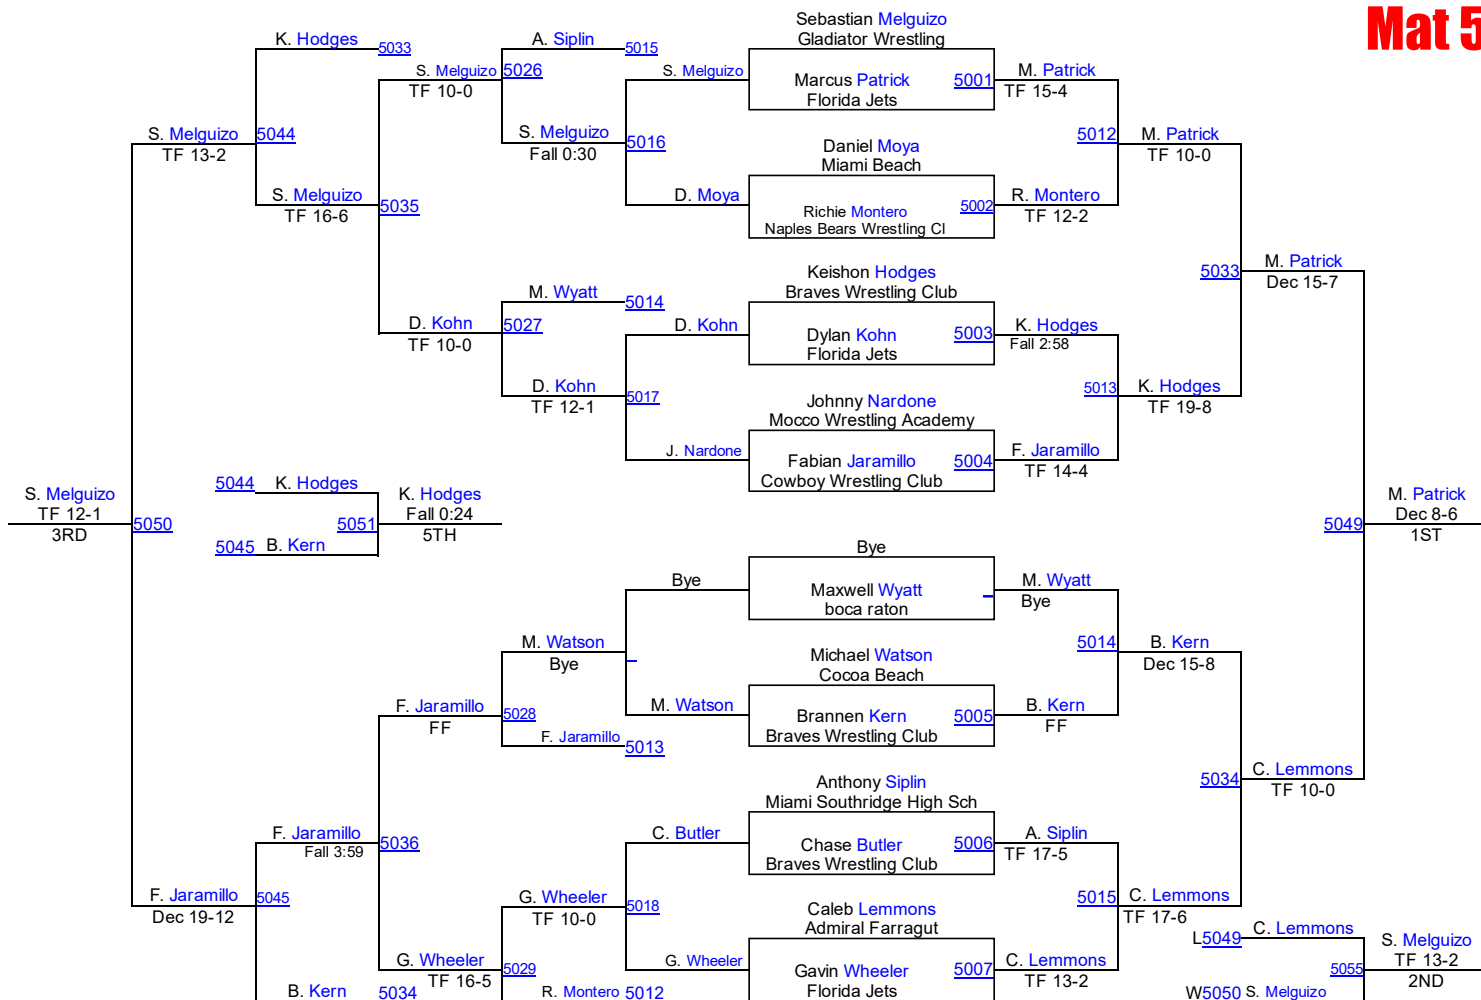 Mat 5
Sebastian Melguizo
Gladiator Wrestling
K. Hodges 5033
A. Siplin 5015
S. Melguizo 5026
TF 10-0
S. Melguizo
Marcus Patrick 5001
Florida Jets
M. Patrick
TF 15-4
S. Melguizo 5044
TF 13-2
S. Melguizo 5016
Fall 0:30
Daniel Moya
Miami Beach
5012 M. Patrick
TF 10-0
S. Melguizo 5035
TF 16-6
D. Moya
Richie Montero 5002
Naples Bears Wrestling Cl
R. Montero
TF 12-2
Keishon Hodges
Braves Wrestling Club
5033 M. Patrick
Dec 15-7
M. Wyatt 5014
D. Kohn 5027
TF 10-0
D. Kohn
Dylan Kohn 5003
Florida Jets
K. Hodges
Fall 2:58
D. Kohn 5017
TF 12-1
Johnny Nardone
Mocco Wrestling Academy
5013 K. Hodges
TF 19-8
J. Nardone
Fabian Jaramillo 5004
Cowboy Wrestling Club
F. Jaramillo
TF 14-4
S. Melguizo
TF 12-1
3RD
5050
5044 K. Hodges
5045 B. Kern
5051
K. Hodges
Fall 0:24
5TH
5049
M. Patrick
Dec 8-6
1ST
Bye
Bye
Maxwell Wyatt
boca raton
M. Wyatt
Bye
M. Watson
Bye
Michael Watson
Cocoa Beach
5014 B. Kern
Dec 15-8
F. Jaramillo 5028
FF
M. Watson
Brannen Kern 5005
Braves Wrestling Club
B. Kern
FF
F. Jaramillo 5013
Anthony Siplin
Miami Southridge High Sch
5034 C. Lemmons
TF 10-0
F. Jaramillo 5036
Fall 3:59
C. Butler
Chase Butler 5006
Braves Wrestling Club
A. Siplin
TF 17-5
F. Jaramillo 5045
Dec 19-12
G. Wheeler 5018
TF 10-0
Caleb Lemmons
Admiral Farragut
5015 C. Lemmons
TF 17-6
L5049 C. Lemmons
G. Wheeler 5029
TF 16-5
G. Wheeler
Gavin Wheeler 5007
Florida Jets
C. Lemmons
TF 13-2
5055
S. Melguizo
TF 13-2
2ND
B. Kern 5034
R. Montero 5012
W5050 S. Melguizo